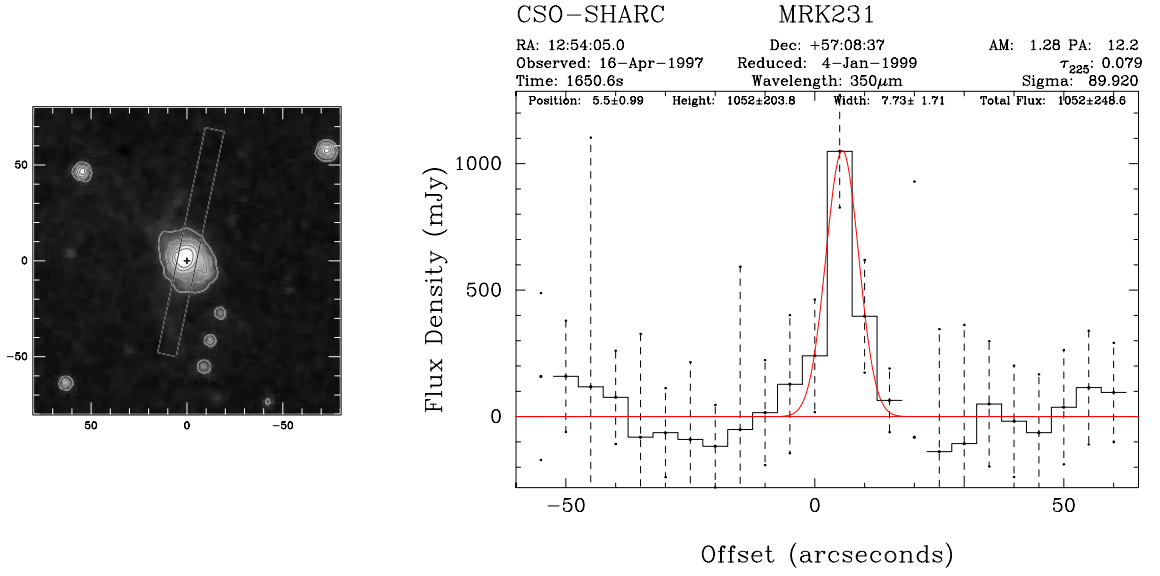 CSO-SHARC MRK231
RA: 12:54:05.0 Dec: +57:08:37 AM: 1.28 PA: 12.2
Observed: 16-Apr-1997 Reduced: 4-Jan-1999 τ225: 0.079
Time: 1650.6s Wavelength: 350μm Sigma: 89.920
Position: 5.5±0.99 Height: 1052±203.8 Width: 7.73± 1.71 Total Flux: 1052±248.6
50
0
-50
50 0 -50
Flux Density (mJy)
1000
500
0
-50 0 50
Offset (arcseconds)